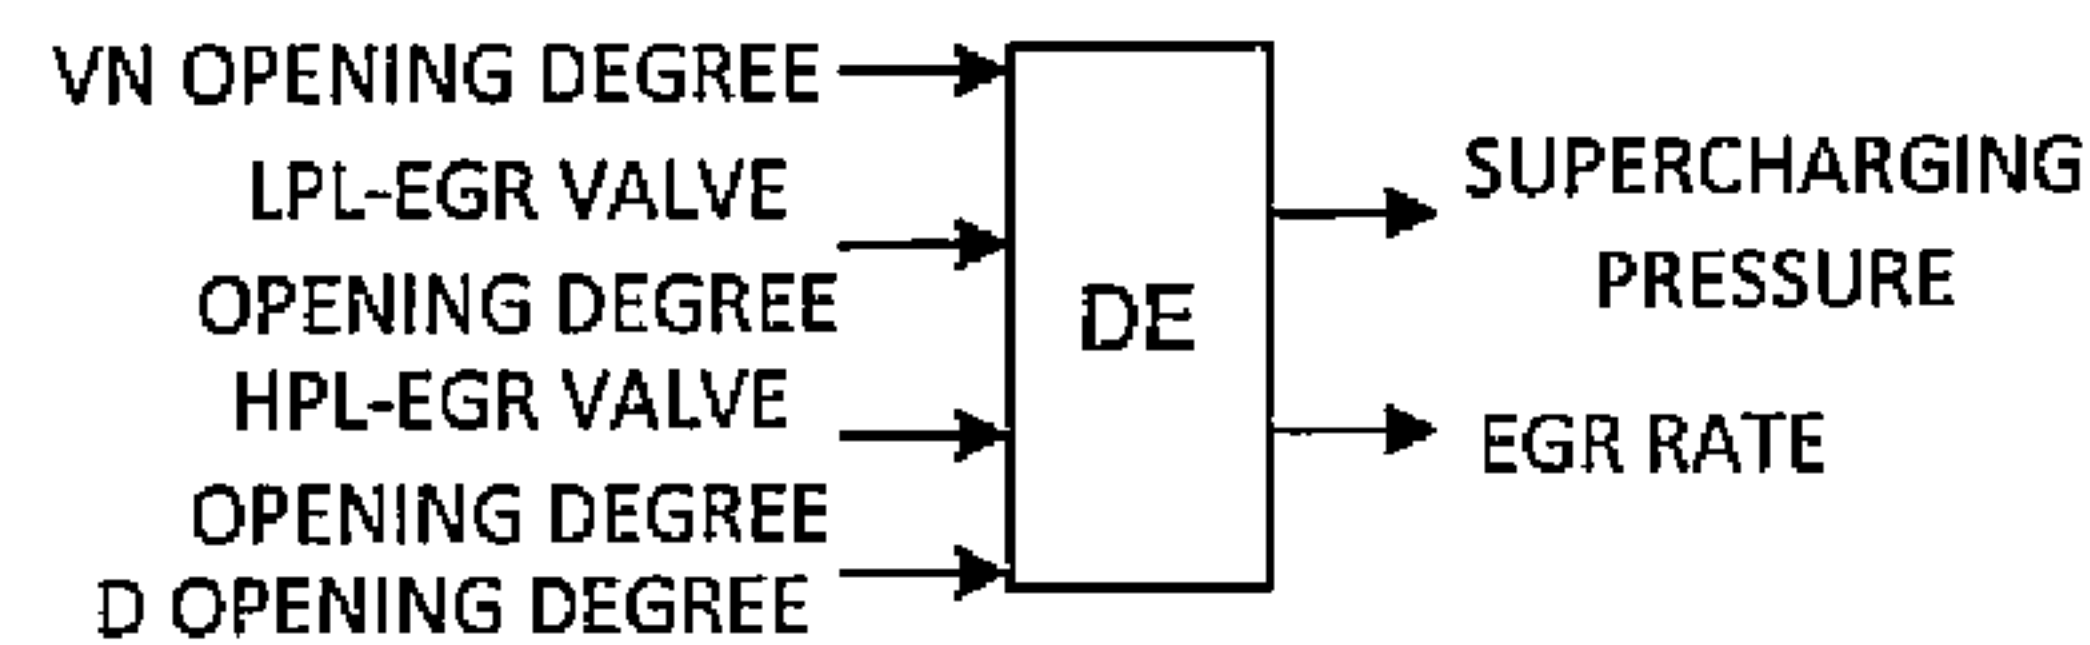 VN OPENING DEGREE
LPL-EGR VALVE
OPENING DEGREE
HPL-EGR VALVE
OPENING DEGREE
D OPENING DEGREE
DE
SUPERCHARGING
PRESSURE
EGR RATE